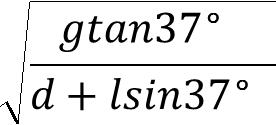 √(gtan37° / (d + lsin37°))